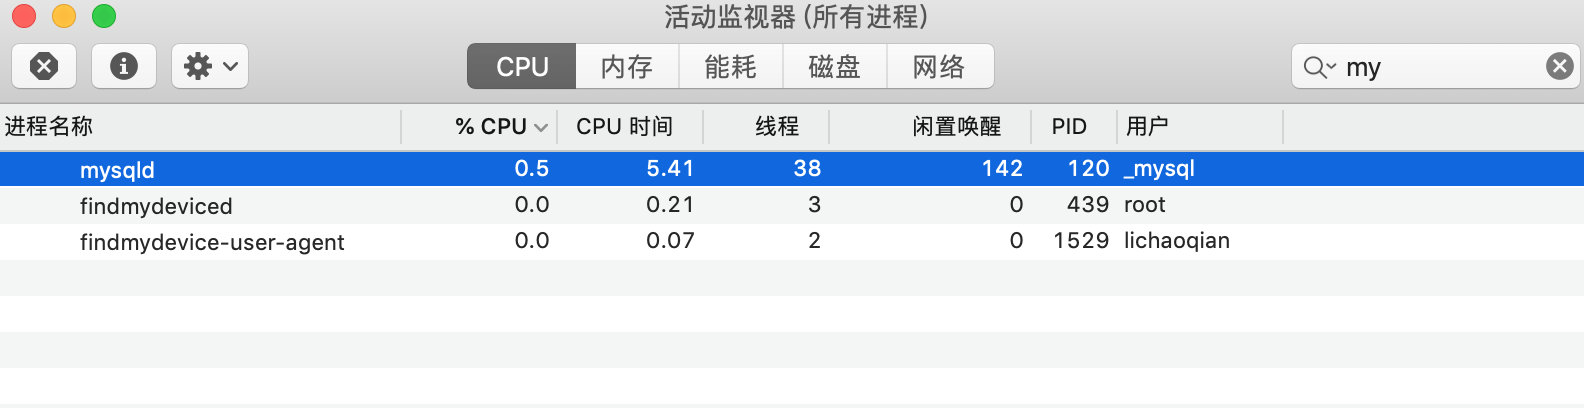 活动监视器 (所有进程)
CPU 内存 能耗 磁盘 网络 my
进程名称 % CPU CPU 时间 线程 闲置唤醒 PID 用户
mysqld 0.5 5.41 38 142 120 _mysql
findmydeviced 0.0 0.21 3 0 439 root
findmydevice-user-agent 0.0 0.07 2 0 1529 lichaoqian